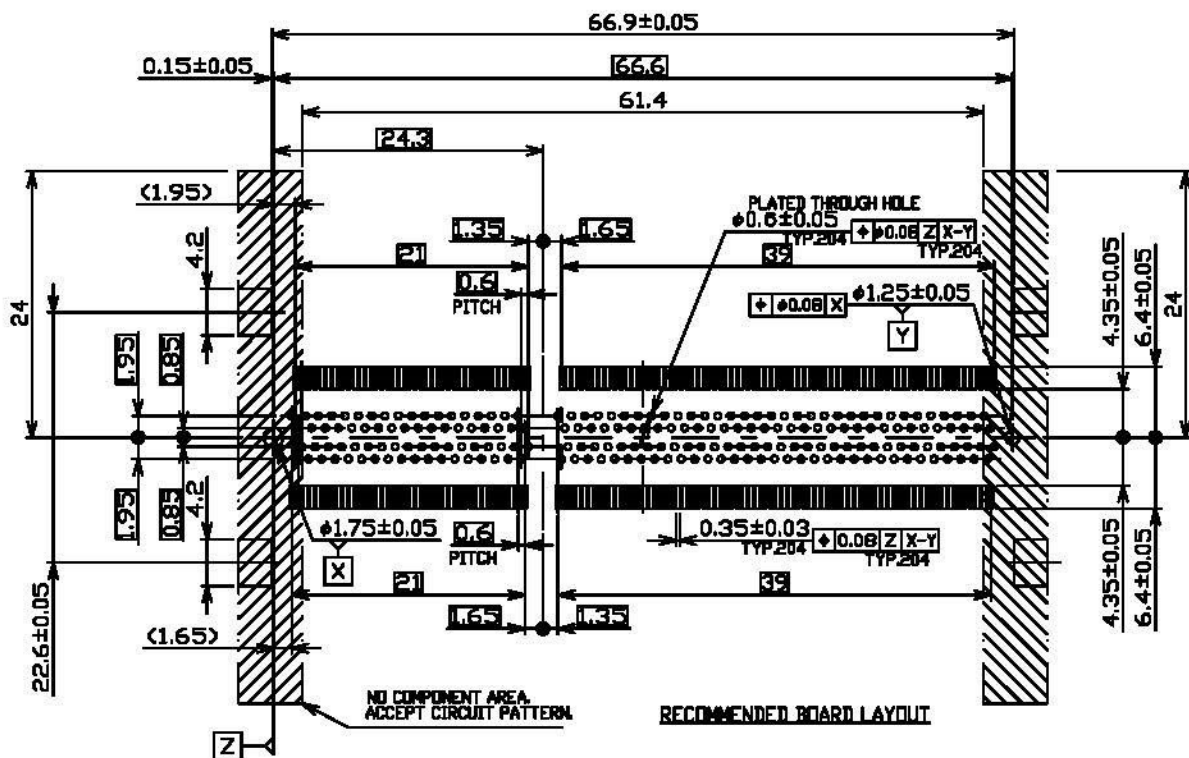 66.9±0.05
0.15±0.05
66.6
61.4
24.3
(1.95)
PLATED THROUGH HOLE
ø0.6±0.05
TYP.204
⌖ ø0.08 Z X-Y
TYP.204
1.35
1.65
4.2
21
39
0.6
PITCH
⌖ ø0.08 X
ø1.25±0.05
Y
24
24
4.35±0.05
6.4±0.05
1.95
0.85
1.95
0.85
4.2
ø1.75±0.05
X
0.6
PITCH
0.35±0.03
TYP.204
⌖ 0.08 Z X-Y
TYP.204
21
39
4.35±0.05
6.4±0.05
22.6±0.05
(1.65)
1.65
1.35
NO COMPONENT AREA.
ACCEPT CIRCUIT PATTERN.
RECOMMENDED BOARD LAYOUT
Z